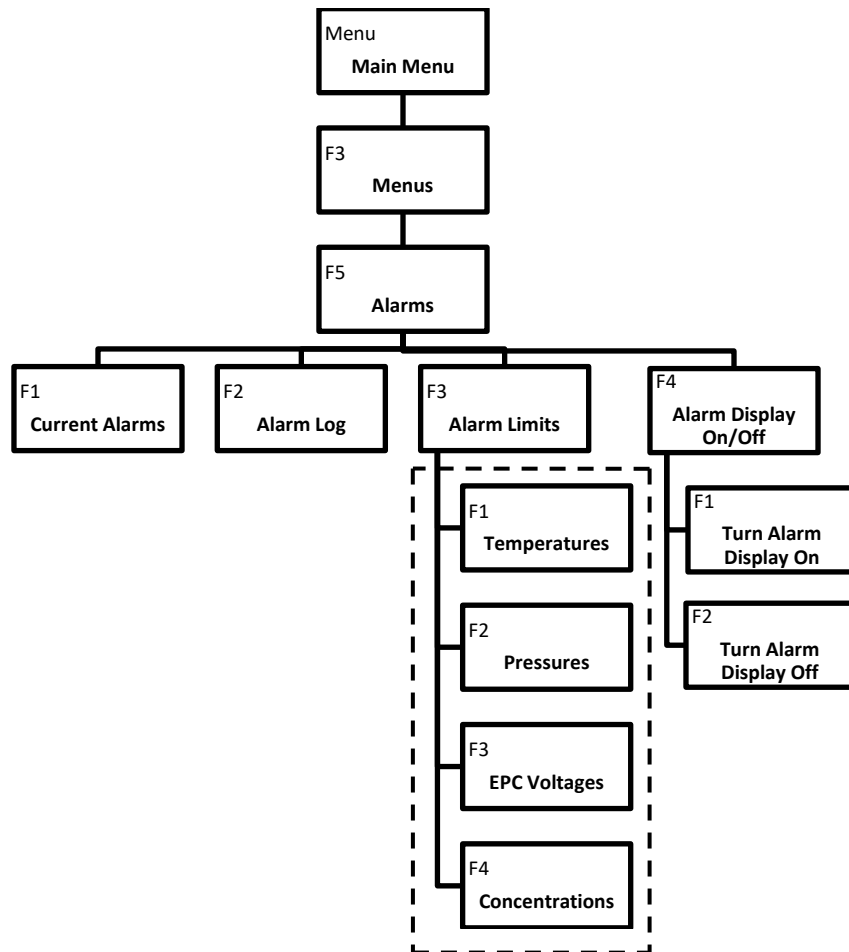 Menu
Main Menu
F3
Menus
F5
Alarms
F1
Current Alarms
F2
Alarm Log
F3
Alarm Limits
F4
Alarm Display
On/Off
F1
Temperatures
F2
Pressures
F3
EPC Voltages
F4
Concentrations
F1
Turn Alarm
Display On
F2
Turn Alarm
Display Off